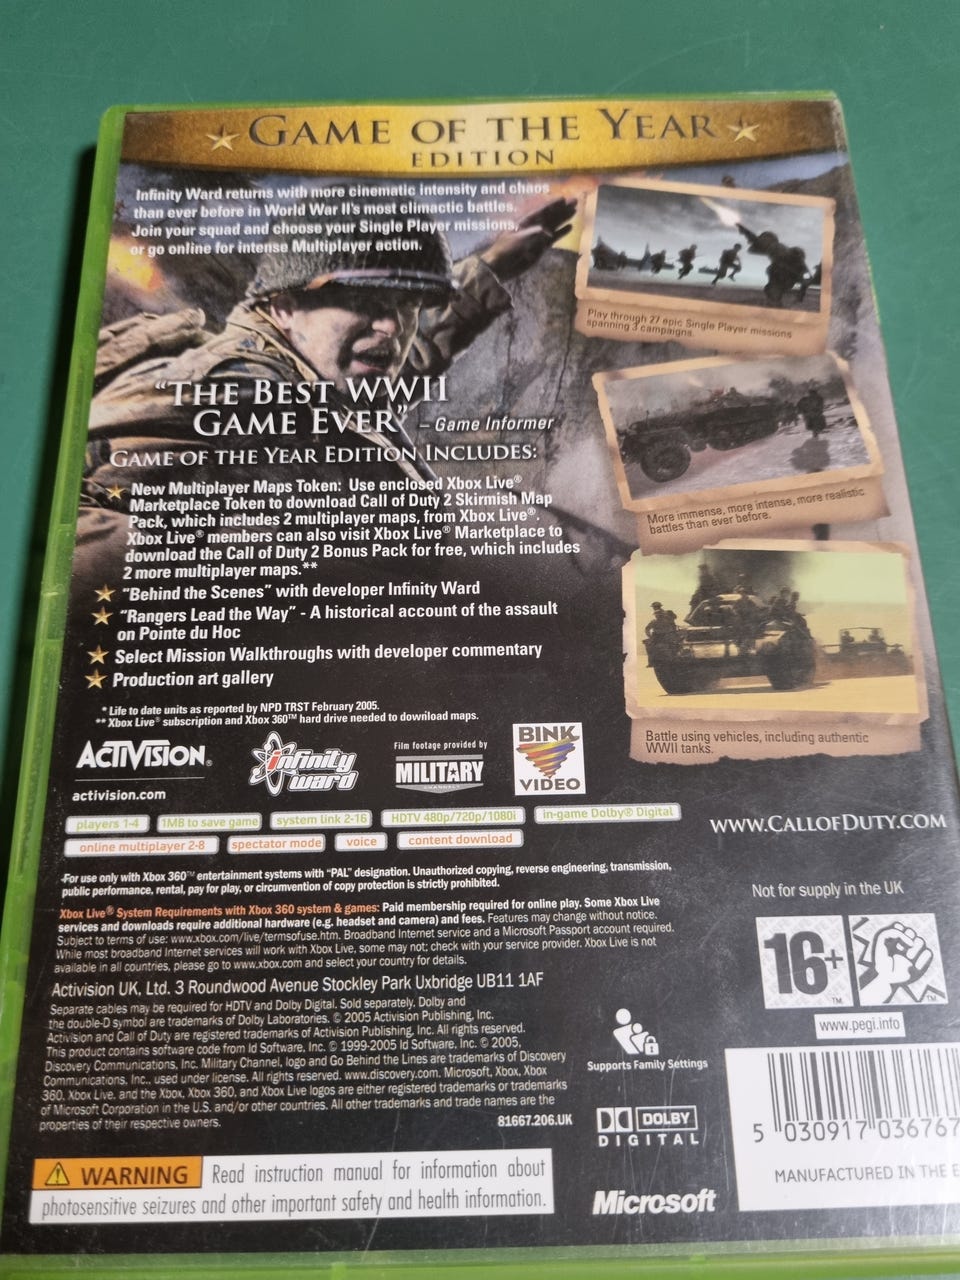 GAME OF THE YEAR
EDITION
Infinity Ward returns with more cinematic intensity and chaos
than ever before in World War II's most climactic battles.
Join your squad and choose your Single Player missions,
or go online for intense Multiplayer action.
Play through 27 epic Single Player missions
spanning 3 campaigns.
"THE BEST WWII
GAME EVER" – Game Informer
GAME OF THE YEAR EDITION INCLUDES:
New Multiplayer Maps Token: Use enclosed Xbox Live®
Marketplace Token to download Call of Duty 2 Skirmish Map
Pack, which includes 2 multiplayer maps, from Xbox Live®.
Xbox Live® members can also visit Xbox Live® Marketplace to
download the Call of Duty 2 Bonus Pack for free, which includes
2 more multiplayer maps.**
"Behind the Scenes" with developer Infinity Ward
"Rangers Lead the Way" - A historical account of the assault
on Pointe du Hoc
Select Mission Walkthroughs with developer commentary
Production art gallery
More immense, more intense, more realistic
battles than ever before.
Battle using vehicles, including authentic
WWII tanks.
* Life to date units as reported by NPD TRST February 2005.
** Xbox Live® subscription and Xbox 360™ hard drive needed to download maps.
ACTIVISION®
activision.com
infinity
ward
Film footage provided by
MILITARY
CHANNEL
BINK
VIDEO
players 1-4
1MB to save game
system link 2-16
HDTV 480p/720p/1080i
in-game Dolby® Digital
online multiplayer 2-8
spectator mode
voice
content download
WWW.CALLOFDUTY.COM
For use only with Xbox 360™ entertainment systems with "PAL" designation. Unauthorized copying, reverse engineering, transmission,
public performance, rental, pay for play, or circumvention of copy protection is strictly prohibited.
Xbox Live® System Requirements with Xbox 360 system & games: Paid membership required for online play. Some Xbox Live
services and downloads require additional hardware (e.g. headset and camera) and fees. Features may change without notice.
Subject to terms of use: www.xbox.com/live/termsofuse.htm. Broadband Internet service and a Microsoft Passport account required.
While most broadband Internet services will work with Xbox Live, some may not; check with your service provider. Xbox Live is not
available in all countries, please go to www.xbox.com and select your country for details.
Activision UK, Ltd. 3 Roundwood Avenue Stockley Park Uxbridge UB11 1AF
Separate cables may be required for HDTV and Dolby Digital. Sold separately. Dolby and
the double-D symbol are trademarks of Dolby Laboratories. © 2005 Activision Publishing, Inc.
Activision and Call of Duty are registered trademarks of Activision Publishing, Inc. All rights reserved.
This product contains software code from Id Software, Inc. © 1999-2005 Id Software, Inc. © 2005,
Discovery Communications, Inc. Military Channel, logo and Go Behind the Lines are trademarks of Discovery
Communications, Inc., used under license. All rights reserved. www.discovery.com. Microsoft, Xbox, Xbox
360, Xbox Live, and the Xbox, Xbox 360, and Xbox Live logos are either registered trademarks or trademarks
of Microsoft Corporation in the U.S. and/or other countries. All other trademarks and trade names are the
properties of their respective owners.
81667.206.UK
Not for supply in the UK
16+
TM
TM
www.pegi.info
Supports Family Settings
DOLBY
DIGITAL
Microsoft
5 030917 036767
MANUFACTURED IN THE E
WARNING Read instruction manual for information about
photosensitive seizures and other important safety and health information.